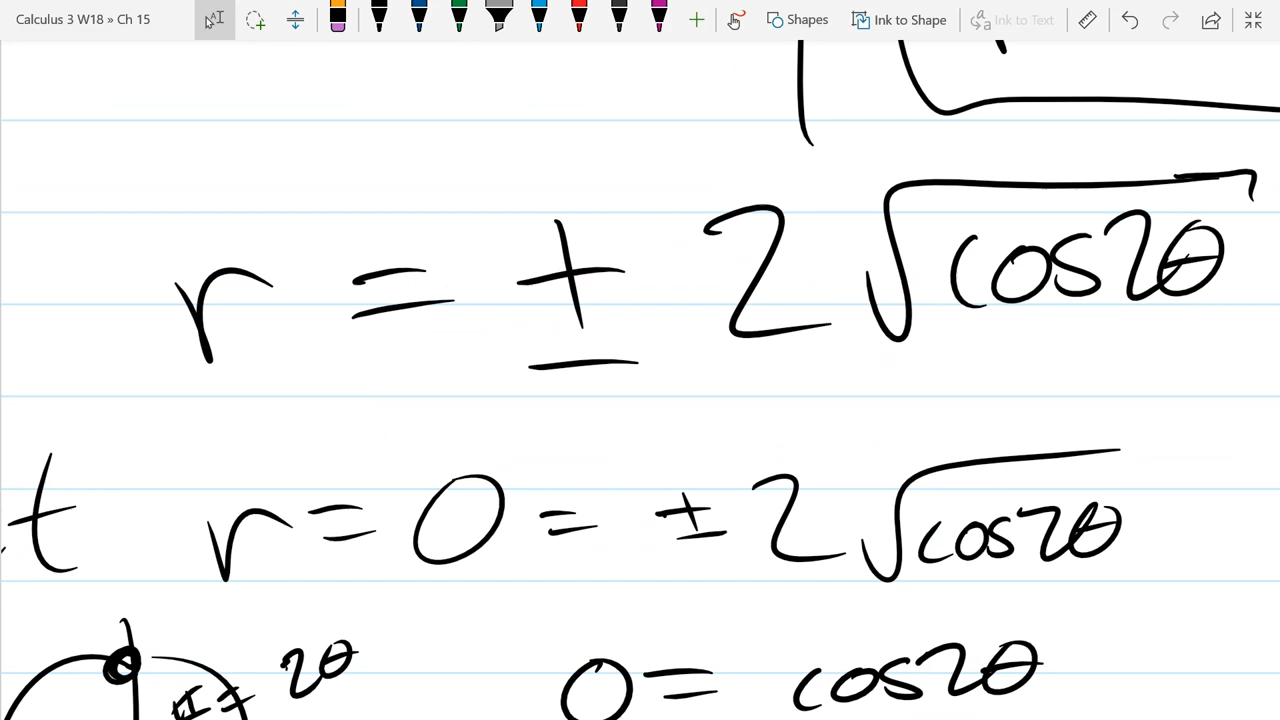 Calculus 3 W18 » Ch 15
Shapes
Ink to Shape
Ink to Text
r = ± 2 √cos2θ
t r = 0 = ± 2 √cos2θ
2θ
0 = cos2θ